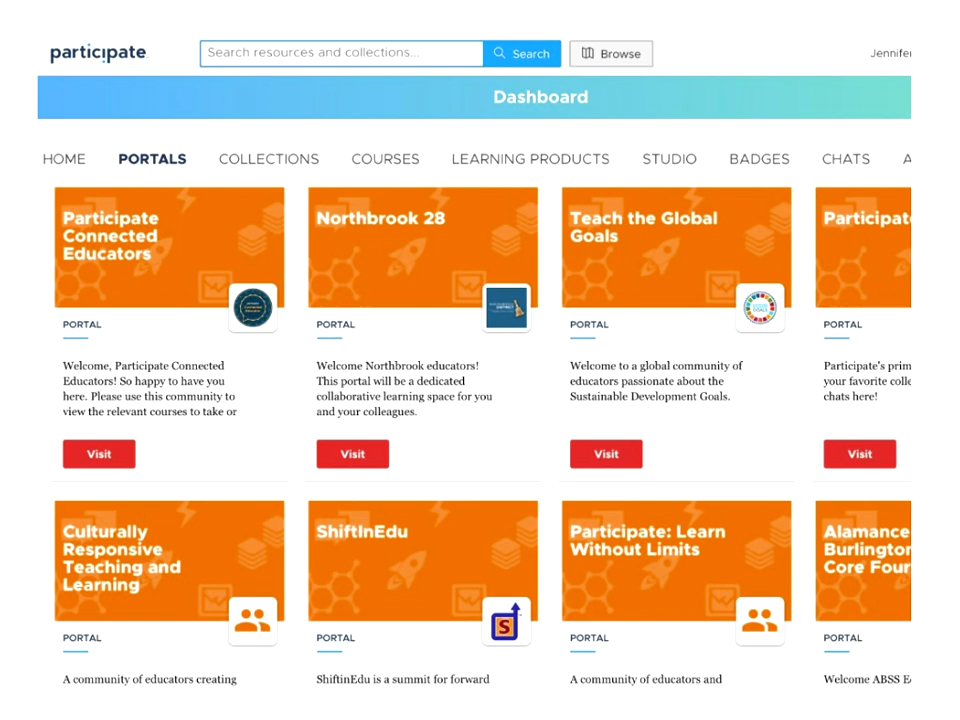 participate
Search resources and collections...
Search
Browse
Jennifer
Dashboard
HOME PORTALS COLLECTIONS COURSES LEARNING PRODUCTS STUDIO BADGES CHATS A
Participate
Connected
Educators
PORTAL
Welcome, Participate Connected
Educators! So happy to have you
here. Please use this community to
view the relevant courses to take or
Visit
Northbrook 28
PORTAL
Welcome Northbrook educators!
This portal will be a dedicated
collaborative learning space for you
and your colleagues.
Visit
Teach the Global
Goals
PORTAL
Welcome to a global community of
educators passionate about the
Sustainable Development Goals.
Visit
Participat
PORTAL
Participate's prim
your favorite colle
chats here!
Visit
Culturally
Responsive
Teaching and
Learning
PORTAL
A community of educators creating
ShiftInEdu
S
PORTAL
ShiftinEdu is a summit for forward
Participate: Learn
Without Limits
PORTAL
A community of educators and
Alamance
Burlington
Core Four
PORTAL
Welcome ABSS E